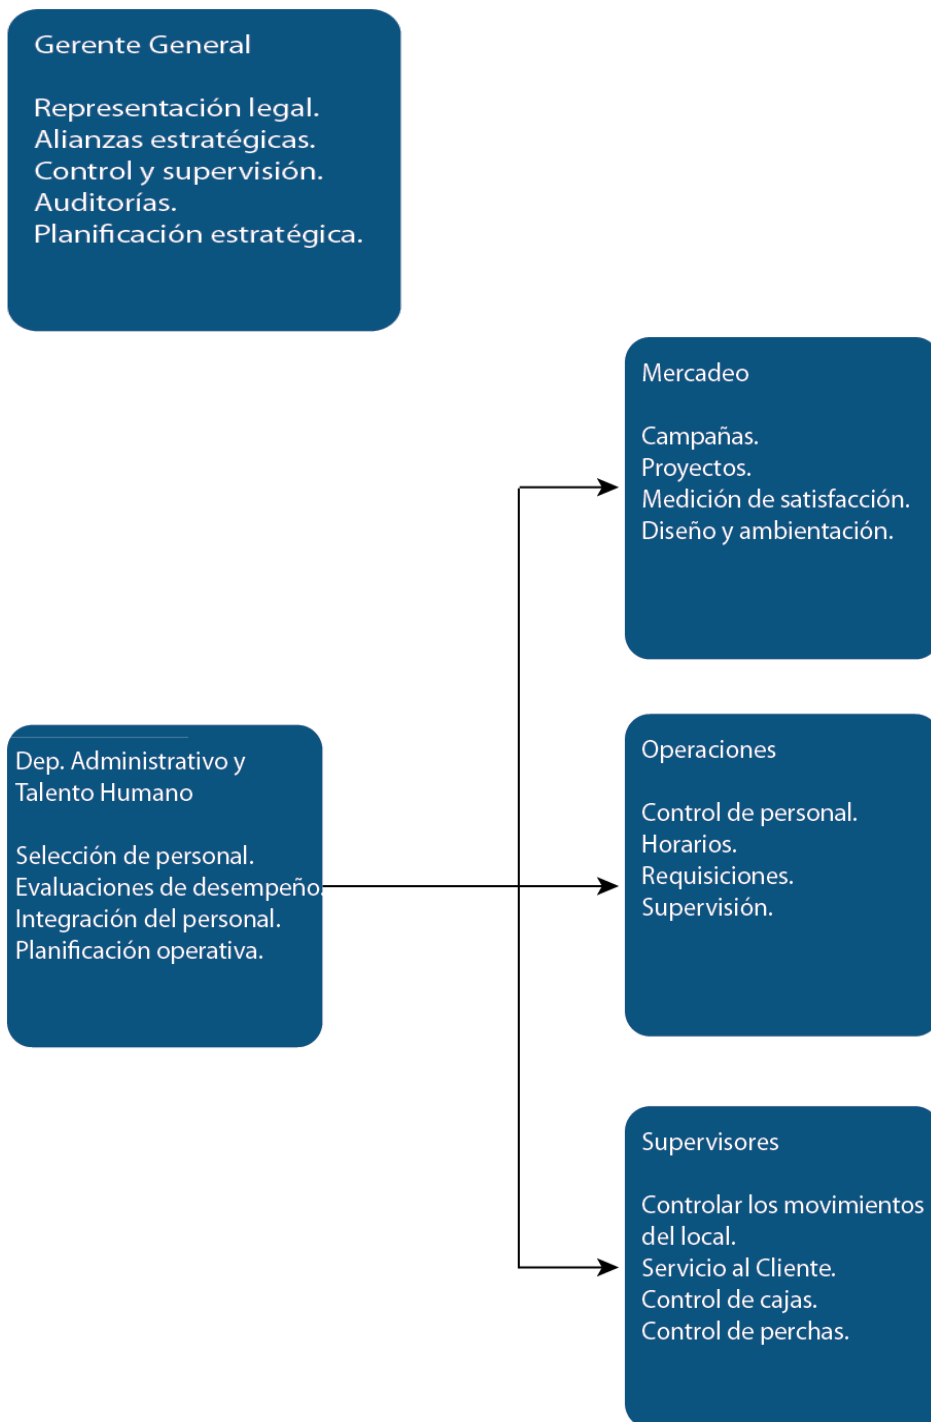 Gerente General
Representación legal.
Alianzas estratégicas.
Control y supervisión.
Auditorías.
Planificación estratégica.
Mercadeo
Campañas.
Proyectos.
Medición de satisfacción.
Diseño y ambientación.
Dep. Administrativo y
Talento Humano
Selección de personal.
Evaluaciones de desempeño.
Integración del personal.
Planificación operativa.
Operaciones
Control de personal.
Horarios.
Requisiciones.
Supervisión.
Supervisores
Controlar los movimientos
del local.
Servicio al Cliente.
Control de cajas.
Control de perchas.